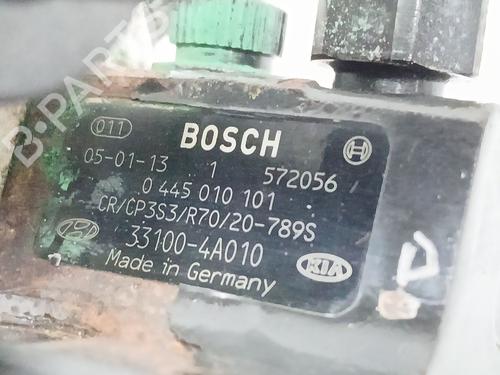 011
BOSCH
05-01-13 1 572056
0 445 010 101
CR/CP3S3/R70/20-789S
33100-4A010
KIA
Made in Germany
B-PARTS